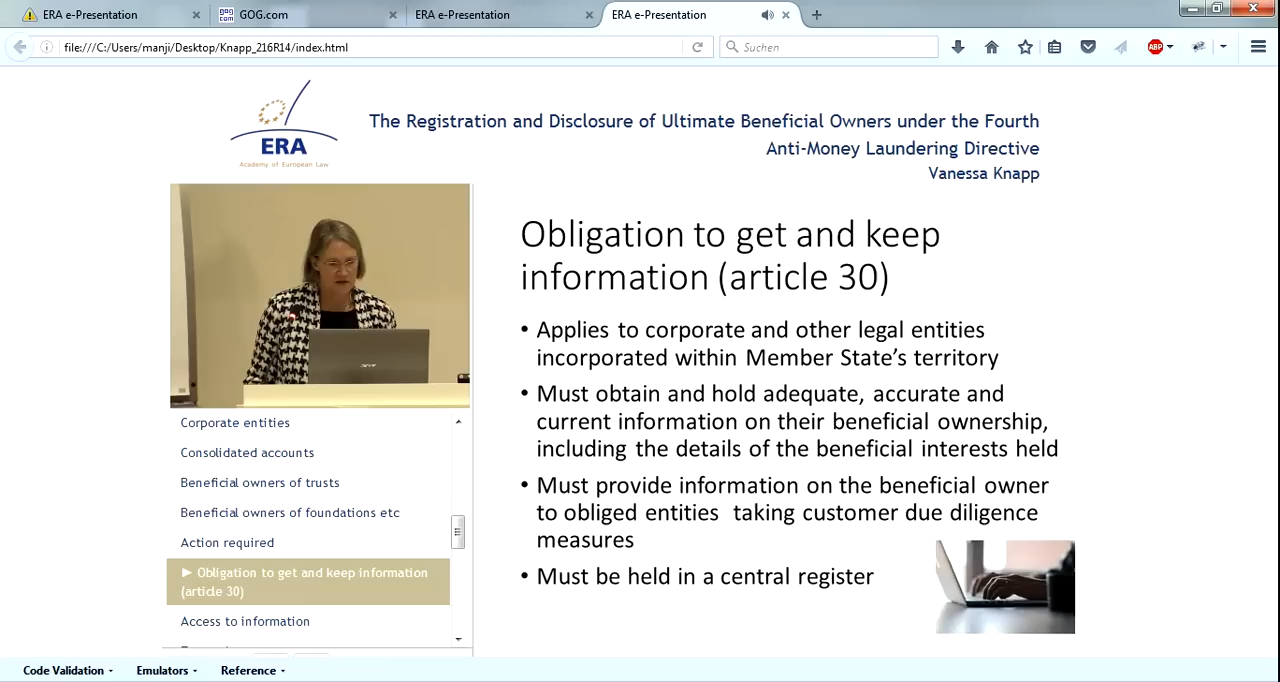 ERA e-Presentation
GOG.com
ERA e-Presentation
ERA e-Presentation
file:///C:/Users/manji/Desktop/Knapp_216R14/index.html
Suchen
ABP
ERA
Academy of European Law
The Registration and Disclosure of Ultimate Beneficial Owners under the Fourth
Anti-Money Laundering Directive
Vanessa Knapp
acer
Corporate entities
Consolidated accounts
Beneficial owners of trusts
Beneficial owners of foundations etc
Action required
► Obligation to get and keep information
(article 30)
Access to information
Obligation to get and keep
information (article 30)
• Applies to corporate and other legal entities
incorporated within Member State's territory
• Must obtain and hold adequate, accurate and
current information on their beneficial ownership,
including the details of the beneficial interests held
• Must provide information on the beneficial owner
to obliged entities taking customer due diligence
measures
• Must be held in a central register
Code Validation
Emulators
Reference